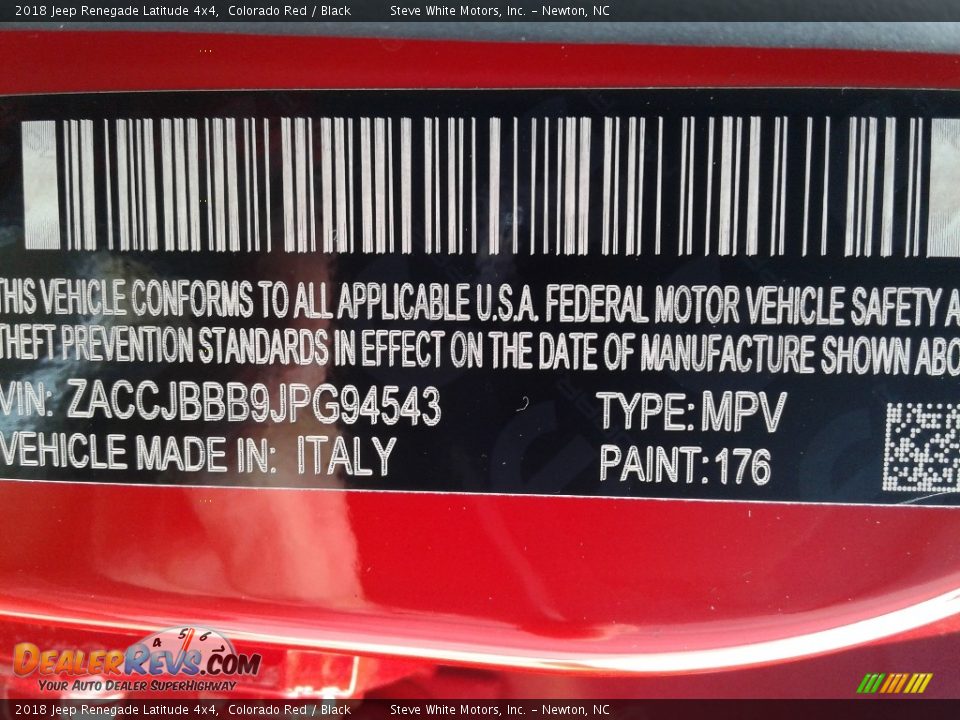 2018 Jeep Renegade Latitude 4x4, Colorado Red / Black Steve White Motors, Inc. – Newton, NC
THIS VEHICLE CONFORMS TO ALL APPLICABLE U.S.A. FEDERAL MOTOR VEHICLE SAFETY A
THEFT PREVENTION STANDARDS IN EFFECT ON THE DATE OF MANUFACTURE SHOWN ABO
VIN: ZACCJBBB9JPG94543 TYPE: MPV
VEHICLE MADE IN: ITALY PAINT: 176
4 5 6
DEALERREVS.COM
YOUR AUTO DEALER SUPERHIGHWAY
2018 Jeep Renegade Latitude 4x4, Colorado Red / Black Steve White Motors, Inc. – Newton, NC